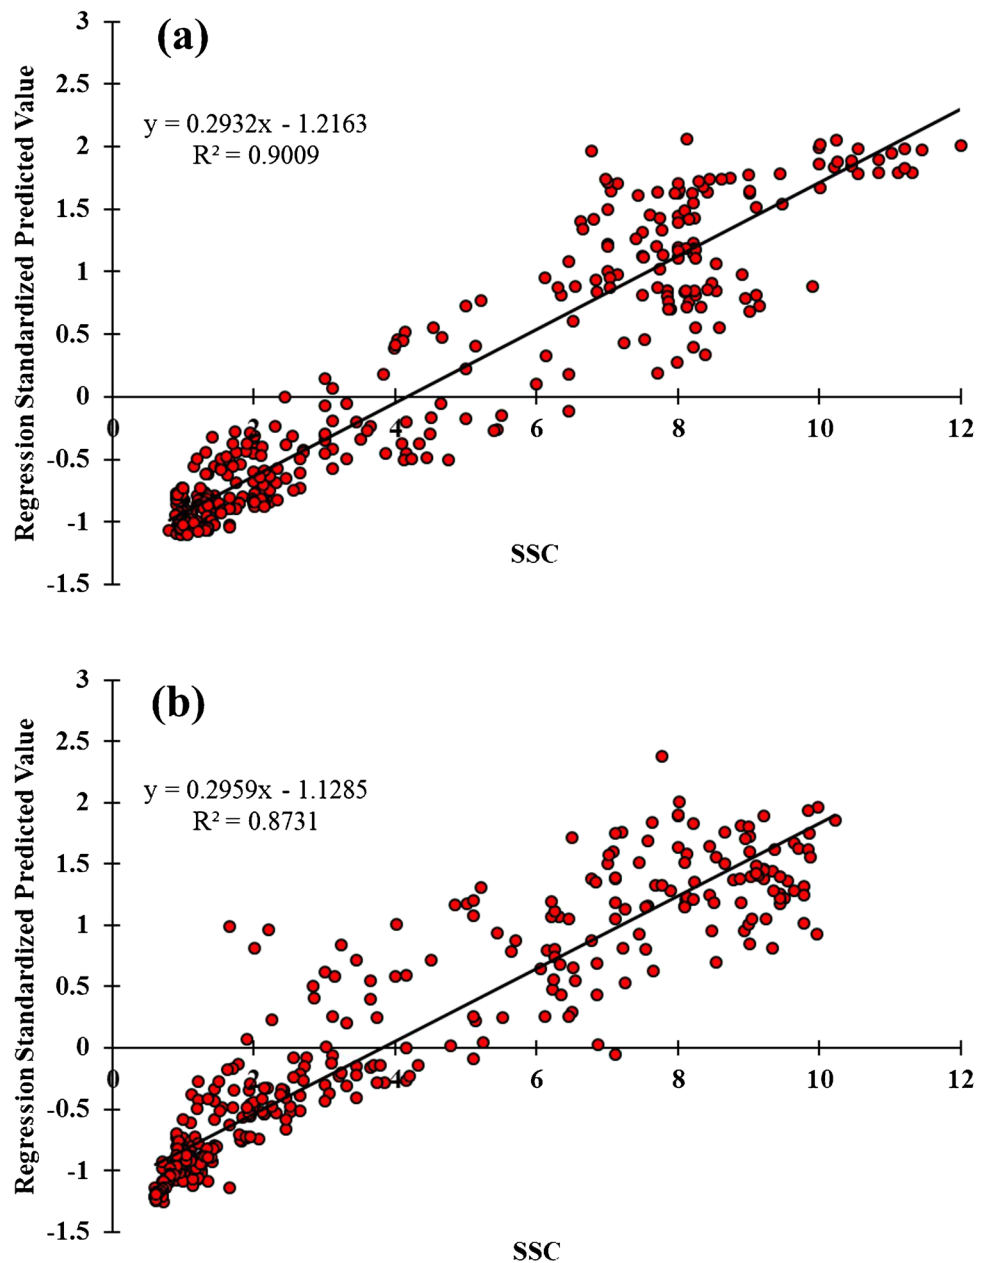 (a)
y = 0.2932x - 1.2163
R² = 0.9009
Regression Standardized Predicted Value
3
2.5
2
1.5
1
0.5
0
-0.5
-1
-1.5
0 2 4 6 8 10 12
SSC
(b)
y = 0.2959x - 1.1285
R² = 0.8731
Regression Standardized Predicted Value
3
2.5
2
1.5
1
0.5
0
-0.5
-1
-1.5
0 2 4 6 8 10 12
SSC